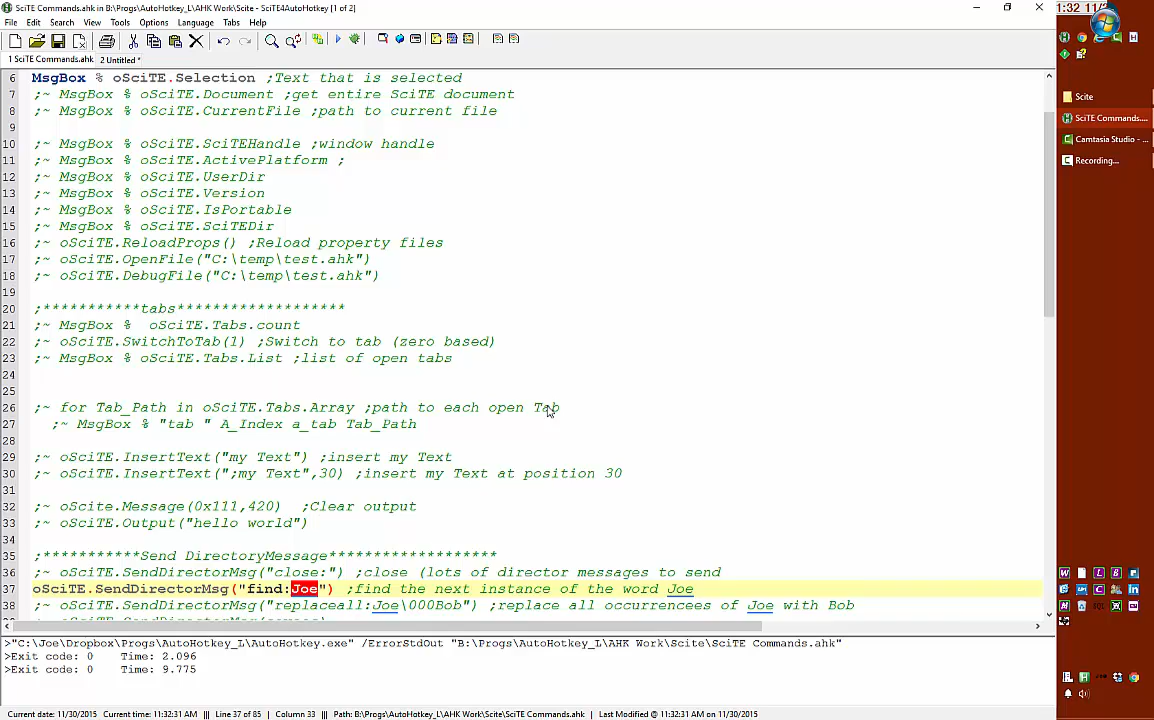 SciTE Commands.ahk in B:\Progs\AutoHotkey_L\AHK Work\Scite - SciTE4AutoHotkey [1 of 2]
1:32 11/
File Edit Search View Tools Options Language Tabs Help
1 SciTE Commands.ahk 2 Untitled *
6 MsgBox % oSciTE.Selection ;Text that is selected
7 ;~ MsgBox % oSciTE.Document ;get entire SciTE document
8 ;~ MsgBox % oSciTE.CurrentFile ;path to current file
9
10 ;~ MsgBox % oSciTE.SciTEHandle ;window handle
11 ;~ MsgBox % oSciTE.ActivePlatform ;
12 ;~ MsgBox % oSciTE.UserDir
13 ;~ MsgBox % oSciTE.Version
14 ;~ MsgBox % oSciTE.IsPortable
15 ;~ MsgBox % oSciTE.SciTEDir
16 ;~ oSciTE.ReloadProps() ;Reload property files
17 ;~ oSciTE.OpenFile("C:\temp\test.ahk")
18 ;~ oSciTE.DebugFile("C:\temp\test.ahk")
19
20 ;***********tabs*******************
21 ;~ MsgBox %  oSciTE.Tabs.count
22 ;~ oSciTE.SwitchToTab(1) ;Switch to tab (zero based)
23 ;~ MsgBox % oSciTE.Tabs.List ;list of open tabs
24
25
26 ;~ for Tab_Path in oSciTE.Tabs.Array ;path to each open Tab
27 ;~ MsgBox % "tab " A_Index a_tab Tab_Path
28
29 ;~ oSciTE.InsertText("my Text") ;insert my Text
30 ;~ oSciTE.InsertText(";my Text",30) ;insert my Text at position 30
31
32 ;~ oScite.Message(0x111,420)  ;Clear output
33 ;~ oSciTE.Output("hello world")
34
35 ;***********Send DirectoryMessage*******************
36 ;~ oSciTE.SendDirectorMsg("close:") ;close (lots of director messages to send
37 oSciTE.SendDirectorMsg("find:Joe") ;find the next instance of the word Joe
38 ;~ oSciTE.SendDirectorMsg("replaceall:Joe\000Bob") ;replace all occurrencees of Joe with Bob
>"C:\Joe\Dropbox\Progs\AutoHotkey_L\AutoHotkey.exe" /ErrorStdOut "B:\Progs\AutoHotkey_L\AHK Work\Scite\SciTE Commands.ahk"
>Exit code: 0    Time: 2.096
>Exit code: 0    Time: 9.775
Current date: 11/30/2015 Current time: 11:32:31 AM || Line 37 of 85 || Column 33 || Path: B:\Progs\AutoHotkey_L\AHK Work\Scite\SciTE Commands.ahk | Last Modified @ 11:32:31 AM on 11/30/2015
Scite
SciTE Commands....
Camtasia Studio - ...
Recording...